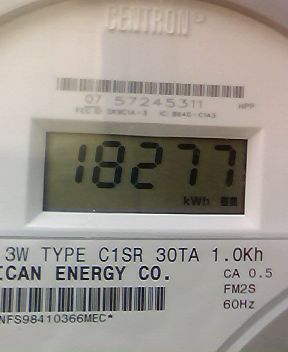 CENTRON®
07 57245311 HPP
18277
kWh
3W TYPE C1SR 30TA 1.0Kh
ICAN ENERGY CO.
CA 0.5
FM2S
60Hz
NFS98410366MEC*